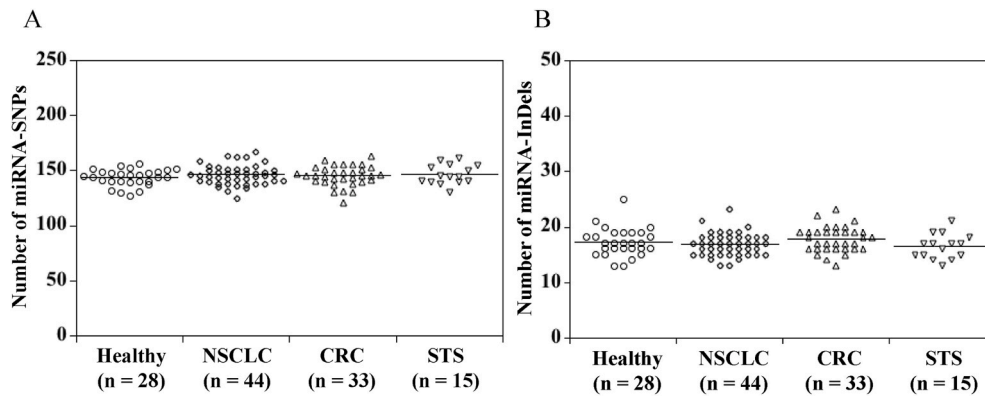 A
Number of miRNA-SNPs
250
200
150
100
50
0
Healthy NSCLC CRC STS
(n = 28) (n = 44) (n = 33) (n = 15)
B
Number of miRNA-InDels
50
40
30
20
10
0
Healthy NSCLC CRC STS
(n = 28) (n = 44) (n = 33) (n = 15)